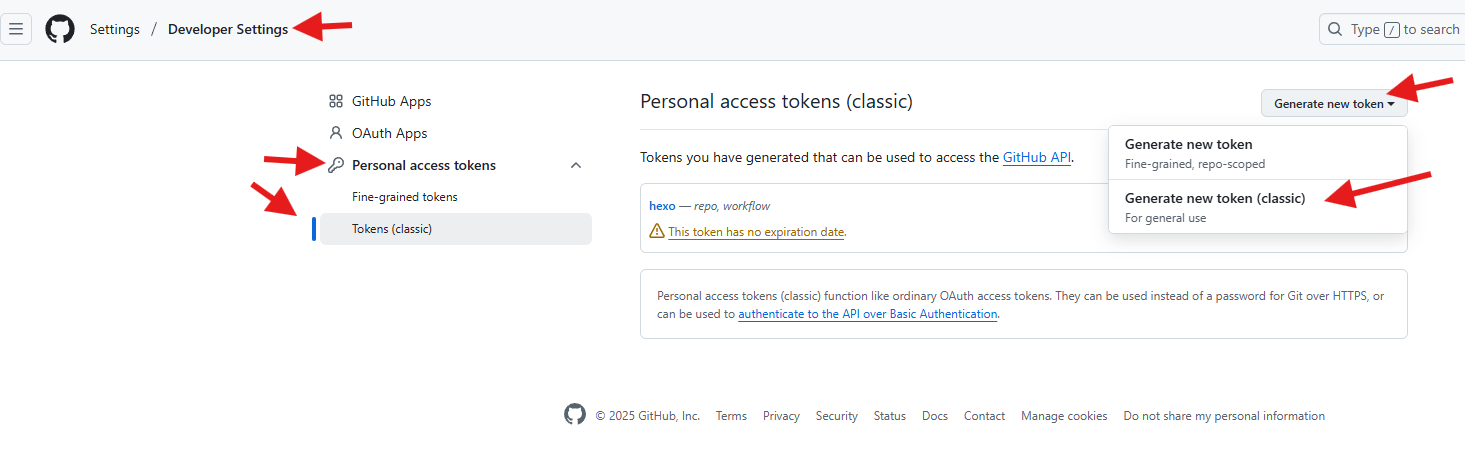 Settings / Developer Settings
Type / to search
GitHub Apps
OAuth Apps
Personal access tokens
Fine-grained tokens
Tokens (classic)
Personal access tokens (classic)
Generate new token
Generate new token
Fine-grained, repo-scoped
Generate new token (classic)
For general use
Tokens you have generated that can be used to access the GitHub API.
hexo — repo, workflow
This token has no expiration date.
Personal access tokens (classic) function like ordinary OAuth access tokens. They can be used instead of a password for Git over HTTPS, or
can be used to authenticate to the API over Basic Authentication.
© 2025 GitHub, Inc. Terms Privacy Security Status Docs Contact Manage cookies Do not share my personal information